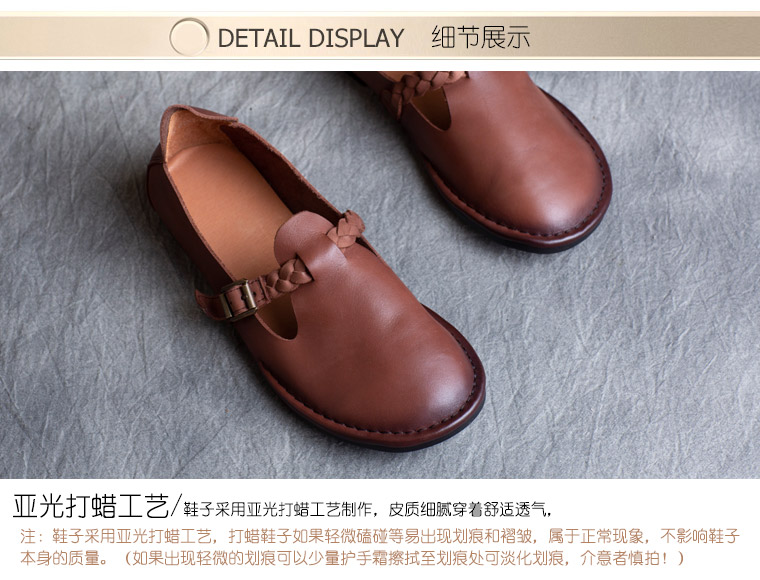 DETAIL DISPLAY 细节展示
亚光打蜡工艺/鞋子采用亚光打蜡工艺制作，皮质细腻穿着舒适透气，
注：鞋子采用亚光打蜡工艺，打蜡鞋子如果轻微磕碰等易出现划痕和褶皱，属于正常现象，不影响鞋子
本身的质量。（如果出现轻微的划痕可以少量护手霜擦拭至划痕处可淡化划痕，介意者慎拍！）